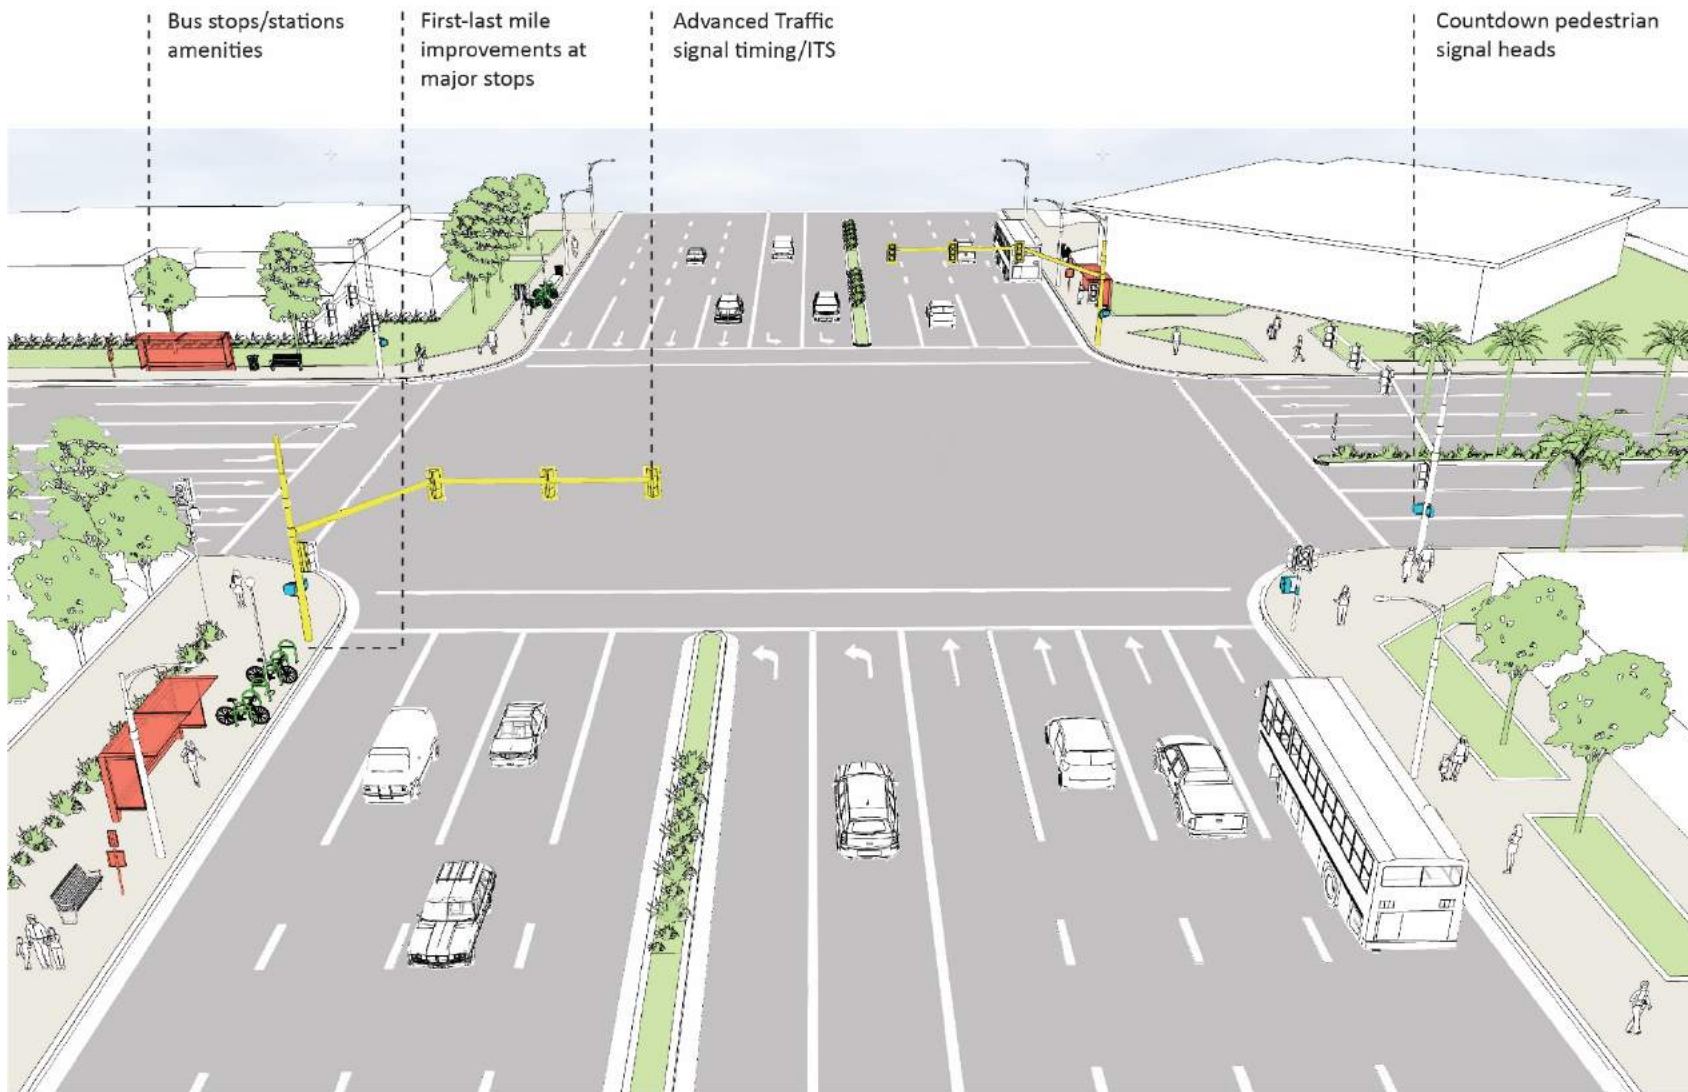 Bus stops/stations
amenities
First-last mile
improvements at
major stops
Advanced Traffic
signal timing/ITS
Countdown pedestrian
signal heads